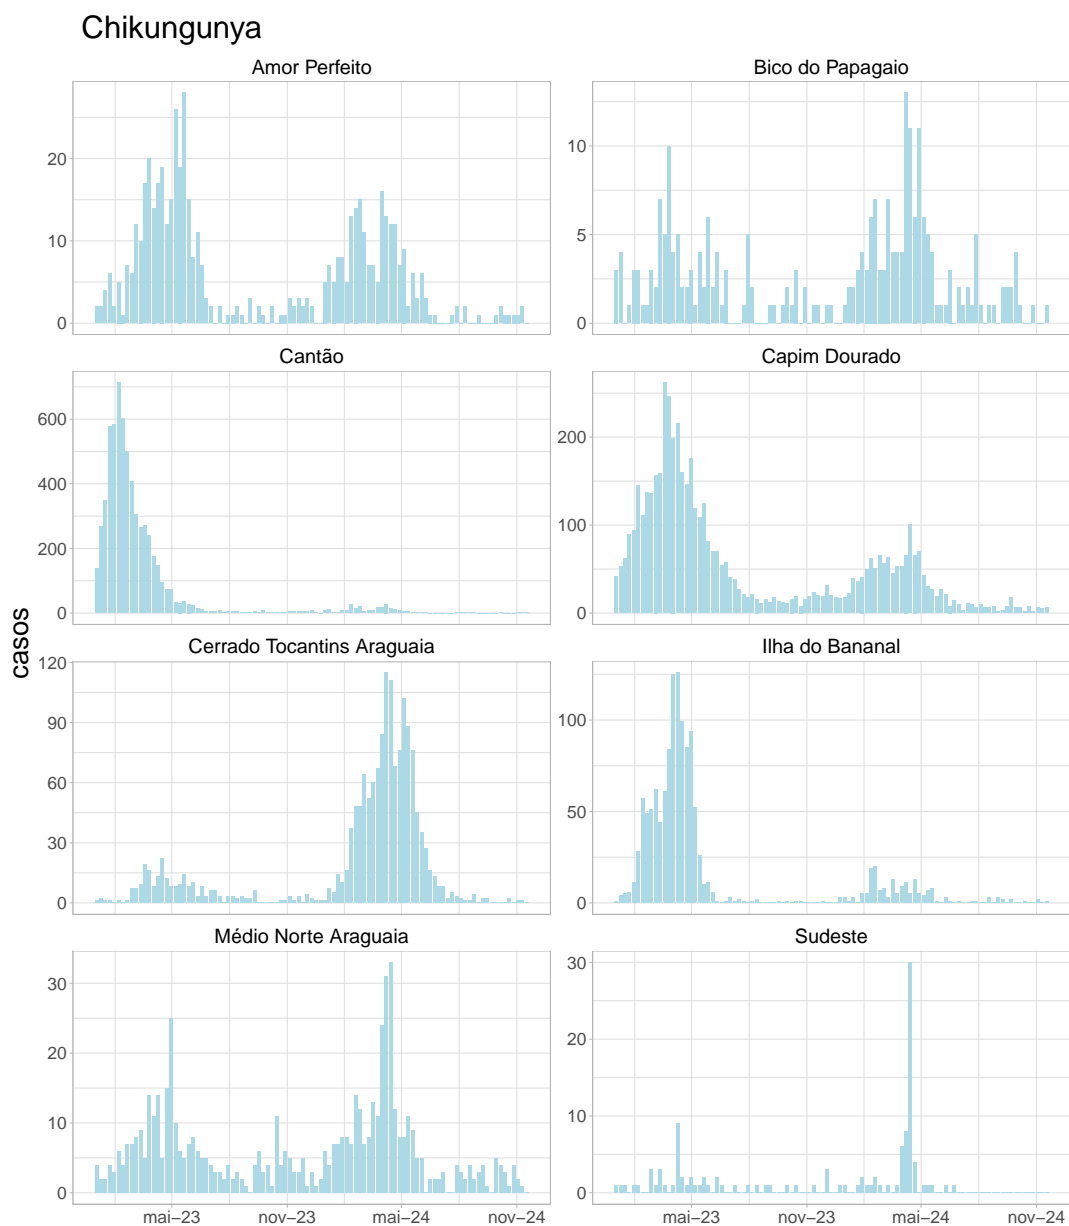 Chikungunya
Amor Perfeito
Bico do Papagaio
20
10
0
10
5
0
Cantão
Capim Dourado
600
400
200
0
200
100
0
casos
Cerrado Tocantins Araguaia
Ilha do Bananal
120
90
60
30
0
100
50
0
Médio Norte Araguaia
Sudeste
30
20
10
0
30
20
10
0
mai–23
nov–23
mai–24
nov–24
mai–23
nov–23
mai–24
nov–24